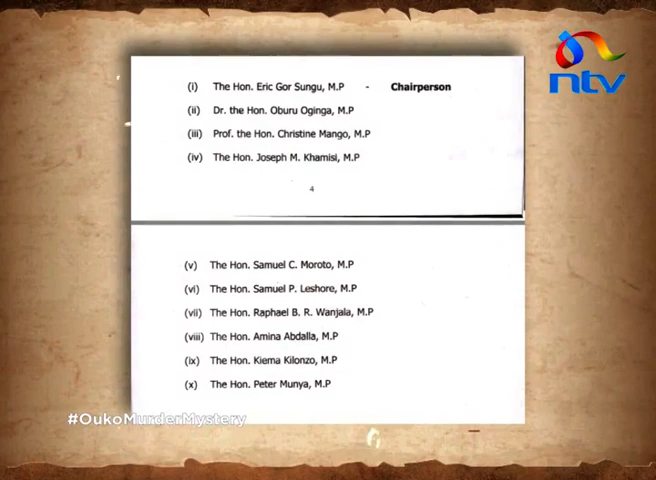 ntv
(i) The Hon. Eric Gor Sungu, M.P - Chairperson
(ii) Dr. the Hon. Oburu Oginga, M.P
(iii) Prof. the Hon. Christine Mango, M.P
(iv) The Hon. Joseph M. Khamisi, M.P
4
(v) The Hon. Samuel C. Moroto, M.P
(vi) The Hon. Samuel P. Leshore, M.P
(vii) The Hon. Raphael B. R. Wanjala, M.P
(viii) The Hon. Amina Abdalla, M.P
(ix) The Hon. Kiema Kilonzo, M.P
(x) The Hon. Peter Munya, M.P
#OukoMurderMystery